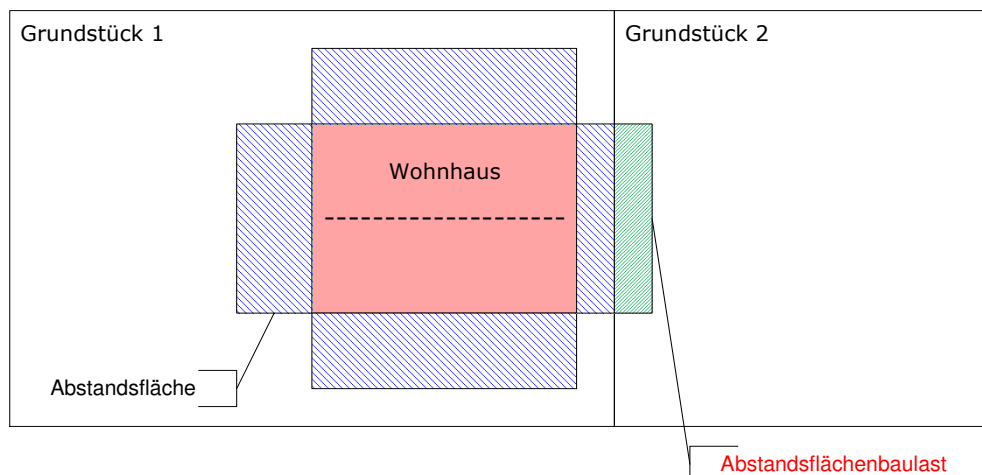 Grundstück 1
Grundstück 2
Wohnhaus
Abstandsfläche
Abstandsflächenbaulast